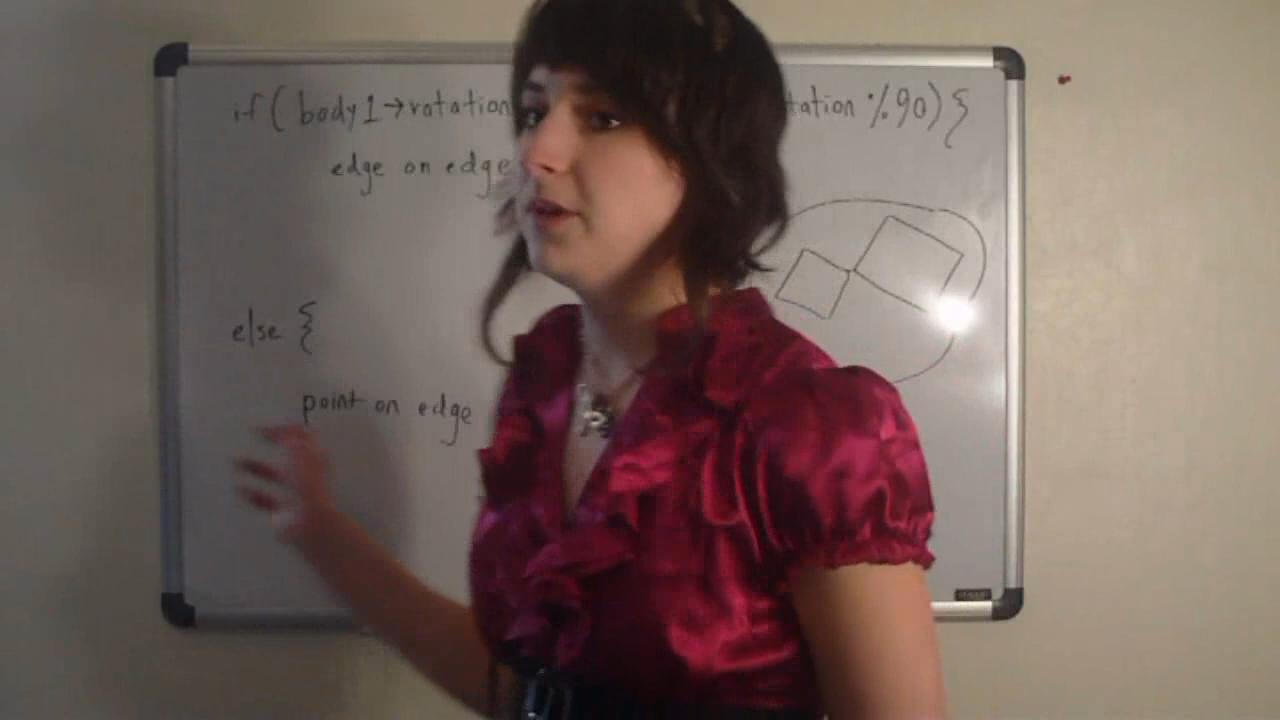 if ( body1→rotation tation %90) {
edge on edge
else {
point on edge